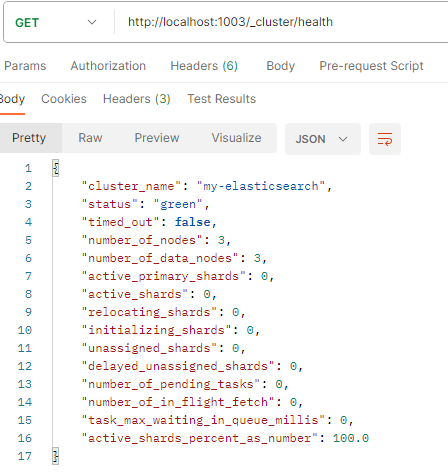 GET http://localhost:1003/_cluster/health
Params Authorization Headers (6) Body Pre-request Script
Body Cookies Headers (3) Test Results
Pretty Raw Preview Visualize JSON
1 {
2 "cluster_name": "my-elasticsearch",
3 "status": "green",
4 "timed_out": false,
5 "number_of_nodes": 3,
6 "number_of_data_nodes": 3,
7 "active_primary_shards": 0,
8 "active_shards": 0,
9 "relocating_shards": 0,
10 "initializing_shards": 0,
11 "unassigned_shards": 0,
12 "delayed_unassigned_shards": 0,
13 "number_of_pending_tasks": 0,
14 "number_of_in_flight_fetch": 0,
15 "task_max_waiting_in_queue_millis": 0,
16 "active_shards_percent_as_number": 100.0
17 }